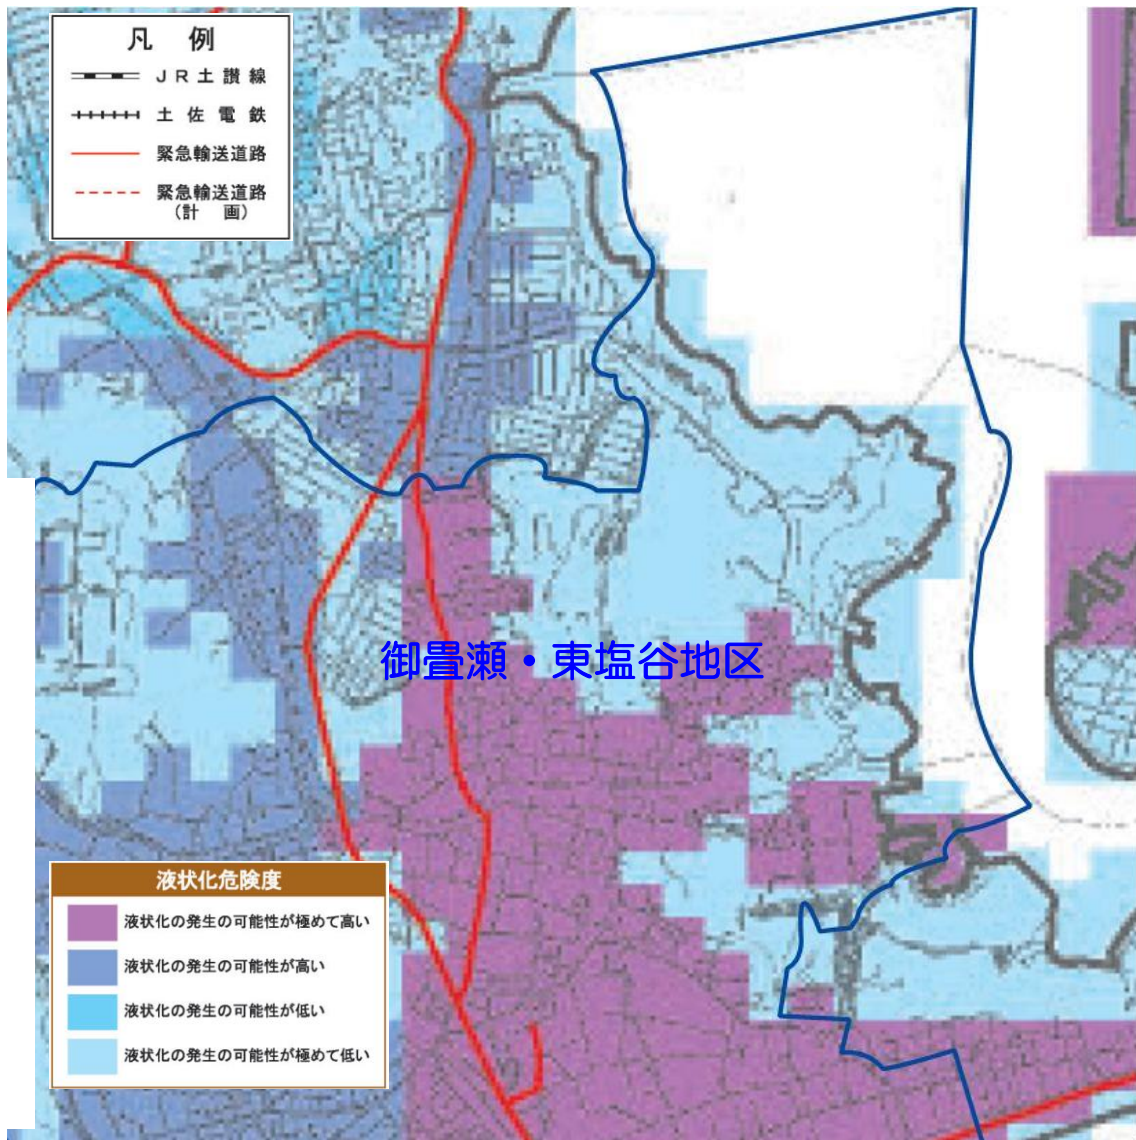 凡 例
JR土讃線
土佐電鉄
緊急輸送道路
緊急輸送道路
(計 画)
御畳瀬・東塩谷地区
液状化危険度
液状化の発生の可能性が極めて高い
液状化の発生の可能性が高い
液状化の発生の可能性が低い
液状化の発生の可能性が極めて低い